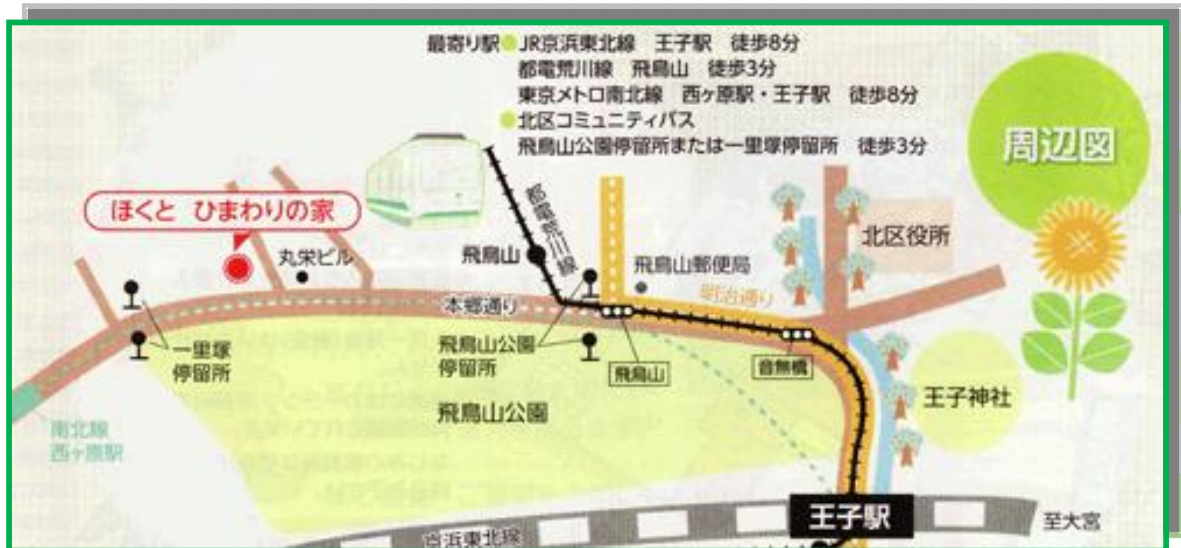 最寄り駅●JR京浜東北線 王子駅 徒歩8分
都電荒川線 飛鳥山 徒歩3分
東京メトロ南北線 西ヶ原駅・王子駅 徒歩8分
●北区コミュニティバス
飛鳥山公園停留所または一里塚停留所 徒歩3分
周辺図
ほくと ひまわりの家
丸栄ビル
飛鳥山
都電荒川線
飛鳥山郵便局
北区役所
明治通り
本郷通り
一里塚
停留所
飛鳥山公園
停留所
飛鳥山
音無橋
飛鳥山公園
王子神社
南北線
西ヶ原駅
王子駅
京浜東北線
至大宮